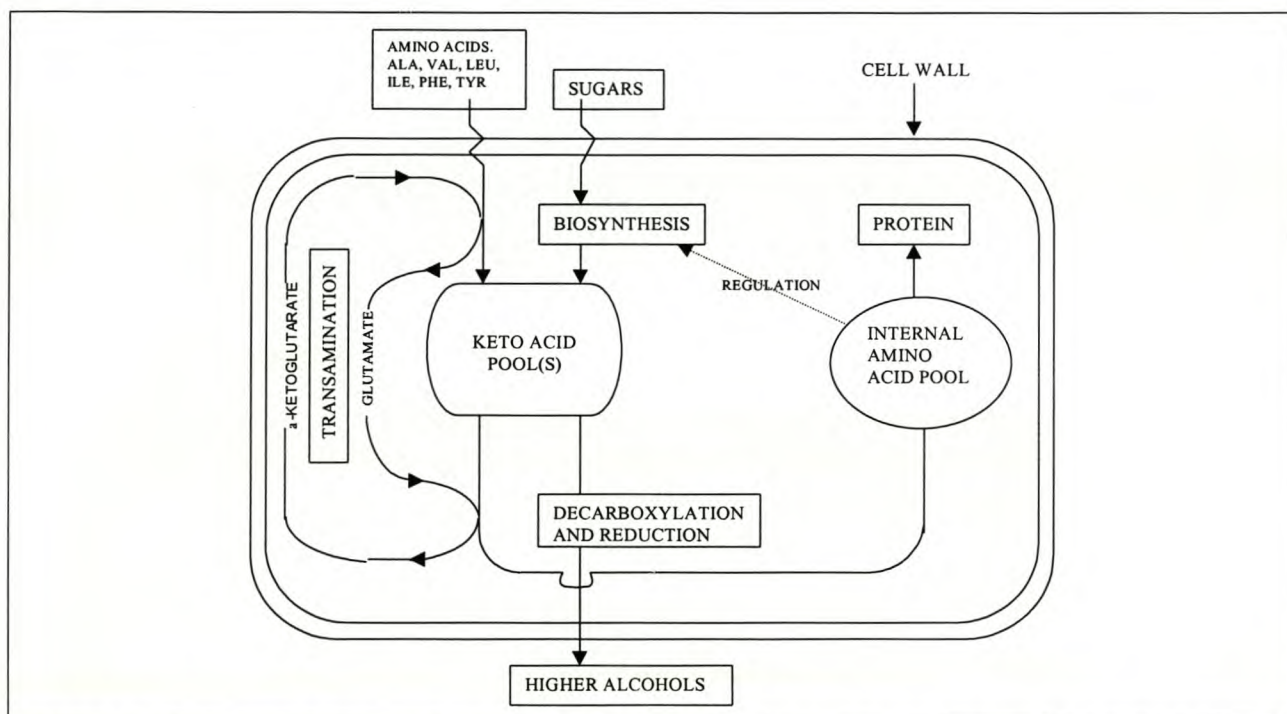 AMINO ACIDS.
ALA, VAL, LEU,
ILE, PHE, TYR
SUGARS
CELL WALL
BIOSYNTHESIS
PROTEIN
REGULATION
a-KETOGLUTARATE
TRANSAMINATION
GLUTAMATE
KETO ACID
POOL(S)
INTERNAL
AMINO
ACID POOL
DECARBOXYLATION
AND REDUCTION
HIGHER ALCOHOLS